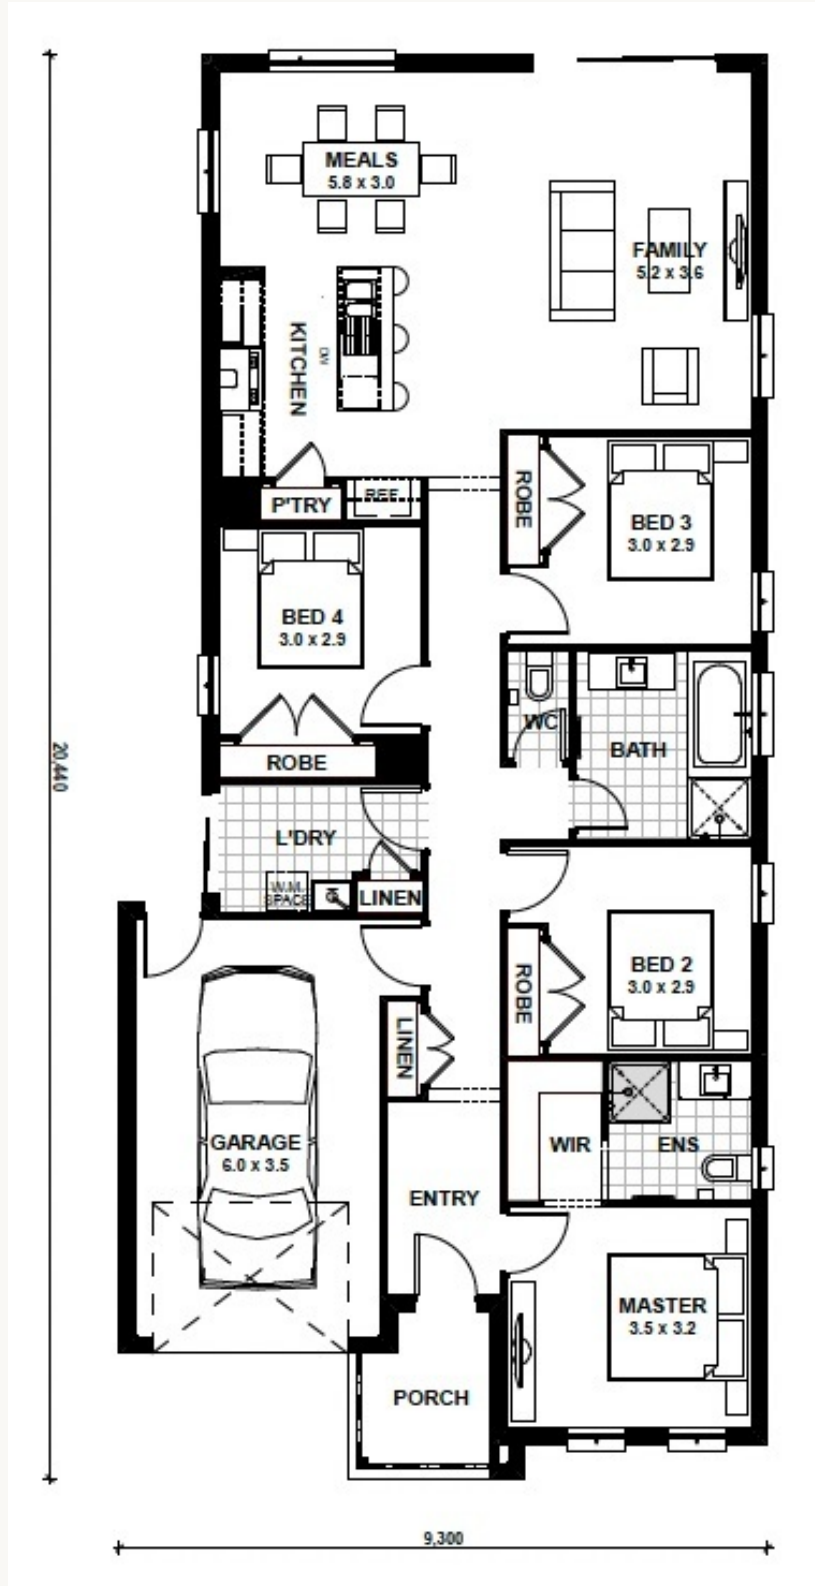 MEALS
5.8 x 3.0
FAMILY
5.2 x 3.6
KITCHEN
DW
P'TRY
REF
ROBE
BED 3
3.0 x 2.9
BED 4
3.0 x 2.9
ROBE
WC
BATH
L'DRY
W.M.
SPACE
LINEN
ROBE
BED 2
3.0 x 2.9
LINEN
WIR
ENS
GARAGE
6.0 x 3.5
ENTRY
MASTER
3.5 x 3.2
PORCH
20,440
9,300